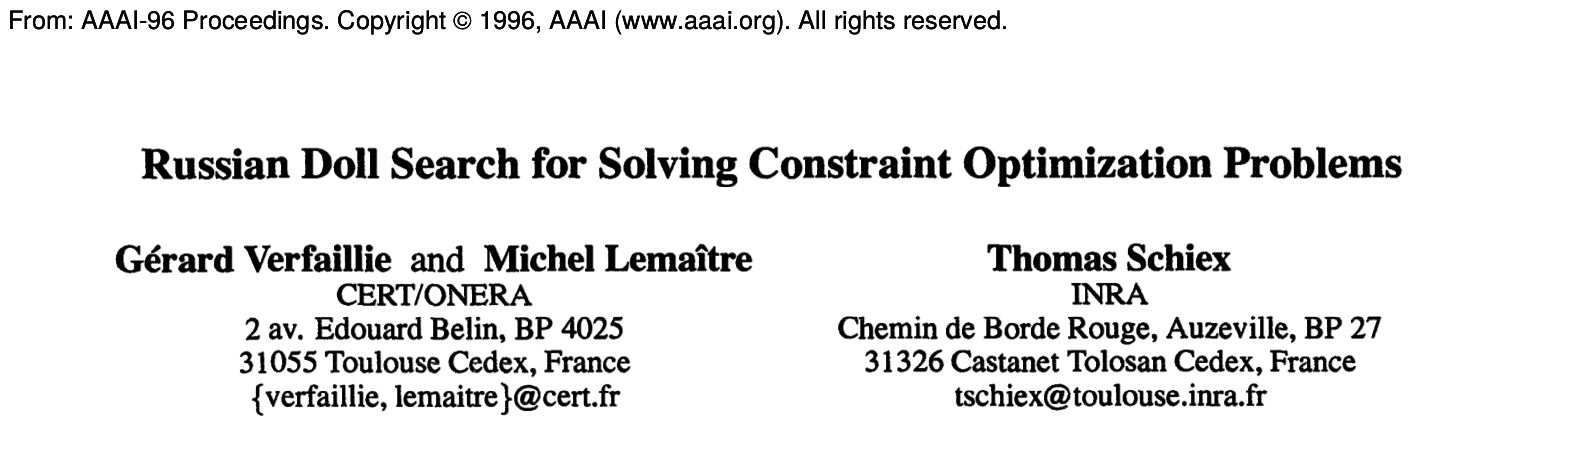 From: AAAI-96 Proceedings. Copyright © 1996, AAAI (www.aaai.org). All rights reserved.
Russian Doll Search for Solving Constraint Optimization Problems
Gérard Verfaillie and Michel Lemaître
CERT/ONERA
2 av. Edouard Belin, BP 4025
31055 Toulouse Cedex, France
{verfaillie, lemaitre}@cert.fr
Thomas Schiex
INRA
Chemin de Borde Rouge, Auzeville, BP 27
31326 Castanet Tolosan Cedex, France
tschiex@toulouse.inra.fr